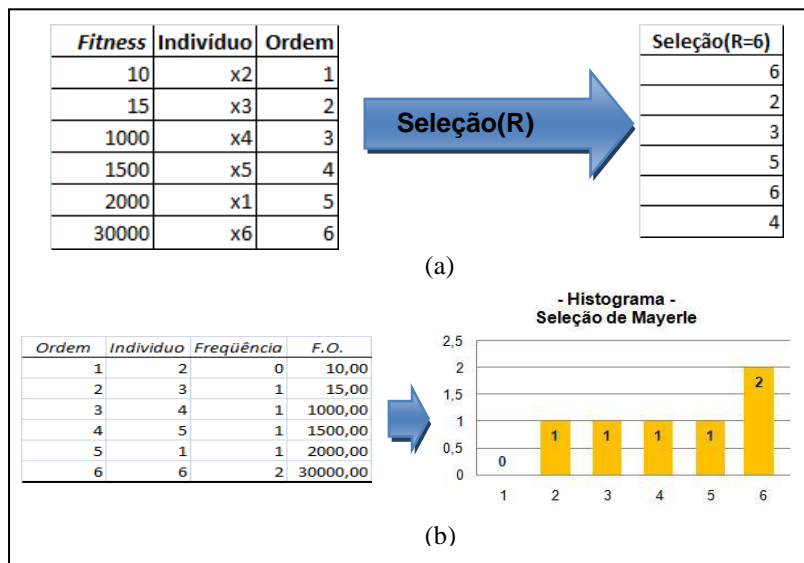 Fitness Indivíduo Ordem
10 x2 1
15 x3 2
1000 x4 3
1500 x5 4
2000 x1 5
30000 x6 6
Seleção(R)
Seleção(R=6)
6
2
3
5
6
4
(a)
Ordem Individuo Freqüência F.O.
1 2 0 10,00
2 3 1 15,00
3 4 1 1000,00
4 5 1 1500,00
5 1 1 2000,00
6 6 2 30000,00
- Histograma -
Seleção de Mayerle
2,5
2
1,5
1
0,5
0
0 1 1 1 1 2
1 2 3 4 5 6
(b)